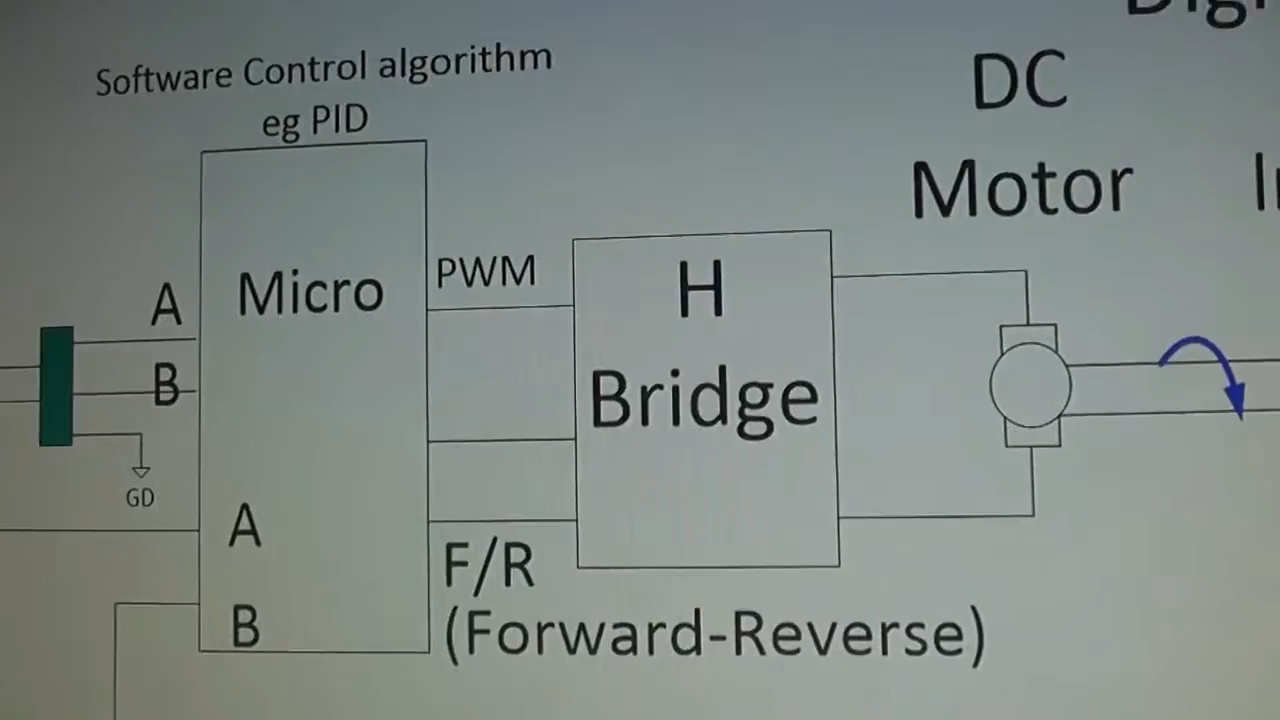 Software Control algorithm
eg PID
DC
Motor
A
B
GD
Micro
A
B
PWM
F/R
(Forward-Reverse)
H
Bridge